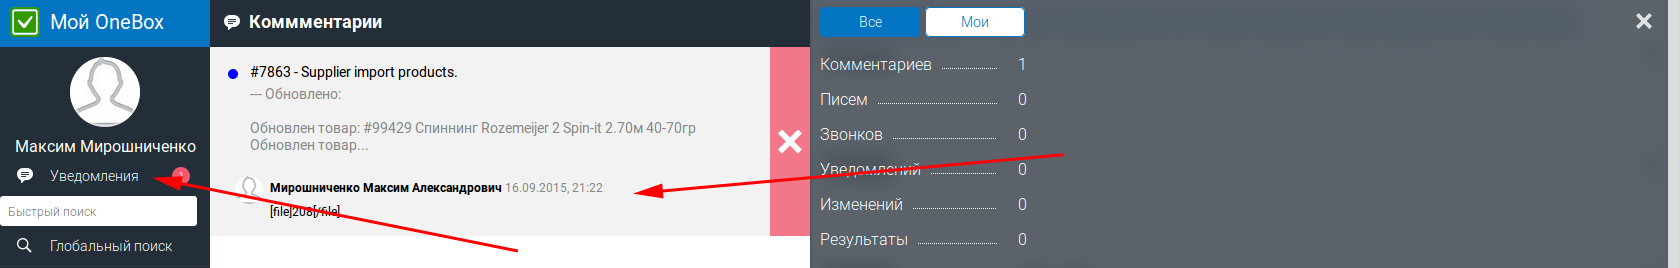 Мой OneBox
Коммментарии
Все
Мои
#7863 - Supplier import products.
--- Обновлено:
Обновлен товар: #99429 Спиннинг Rozemeijer 2 Spin-it 2.70м 40-70гр
Обновлен товар...
Мирошниченко Максим Александрович 16.09.2015, 21:22
[file]208[/file]
Максим Мирошниченко
Уведомления 1
Быстрый поиск
Глобальный поиск
Комментариев 1
Писем 0
Звонков 0
Уведомлений 0
Изменений 0
Результаты 0